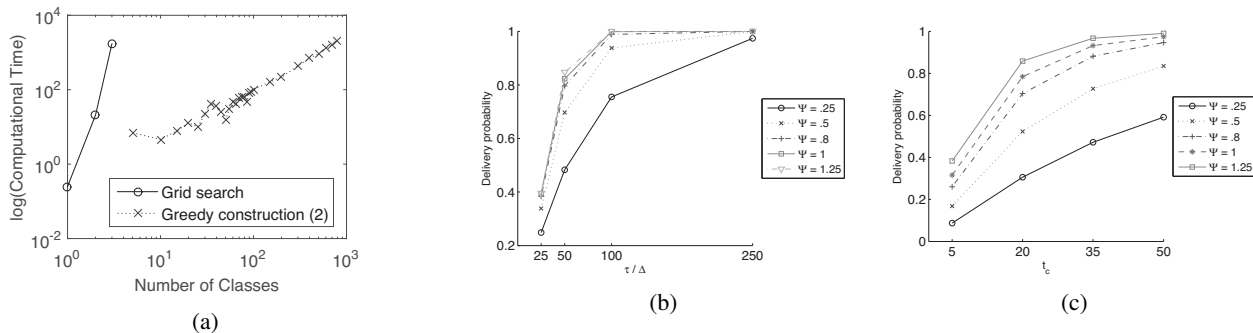 log(Computational Time)
10^4
10^2
10^0
10^-2
10^0
10^1
10^2
10^3
Number of Classes
Grid search
Greedy construction (2)
(a)
Delivery probability
1
0.8
0.6
0.4
0.2
25
50
100
250
τ / Δ
Ψ = .25
Ψ = .5
Ψ = .8
Ψ = 1
Ψ = 1.25
(b)
Delivery probability
1
0.8
0.6
0.4
0.2
0
5
20
35
50
t_c
Ψ = .25
Ψ = .5
Ψ = .8
Ψ = 1
Ψ = 1.25
(c)